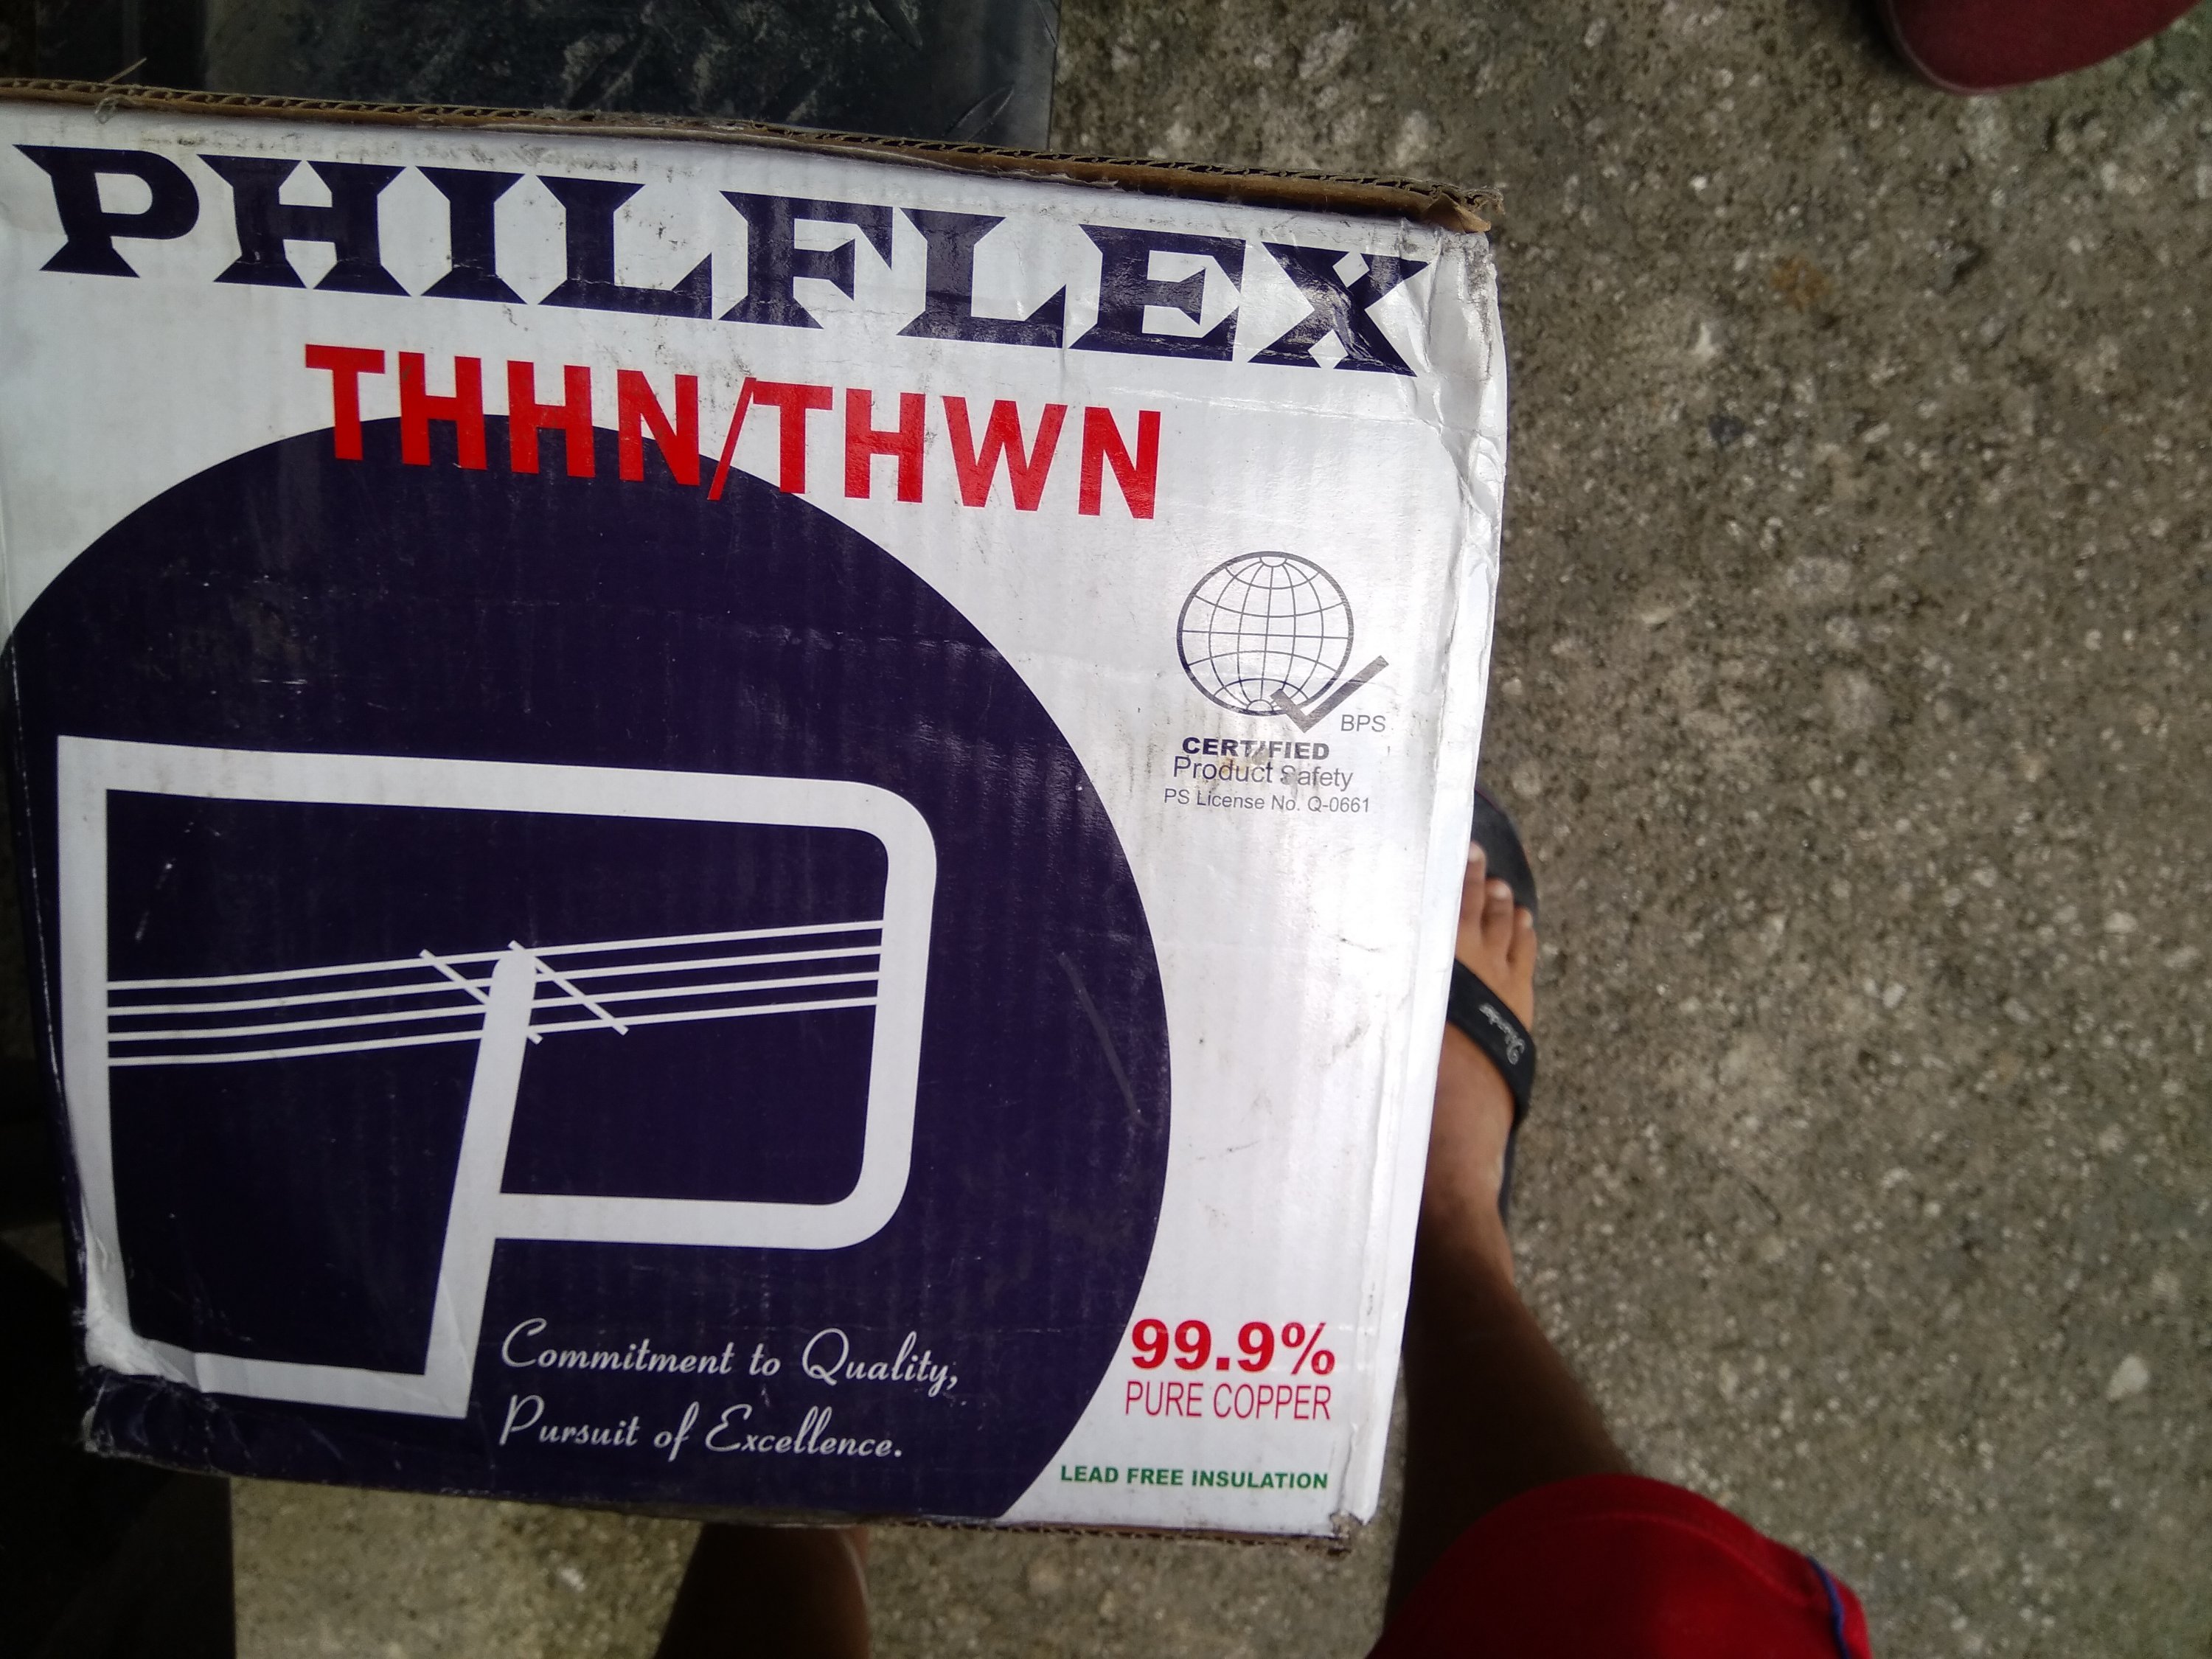 PHILFLEX
THHN/THWN
BPS
CERTIFIED
Product Safety
PS License No. Q-0661
Commitment to Quality,
Pursuit of Excellence.
99.9%
PURE COPPER
LEAD FREE INSULATION